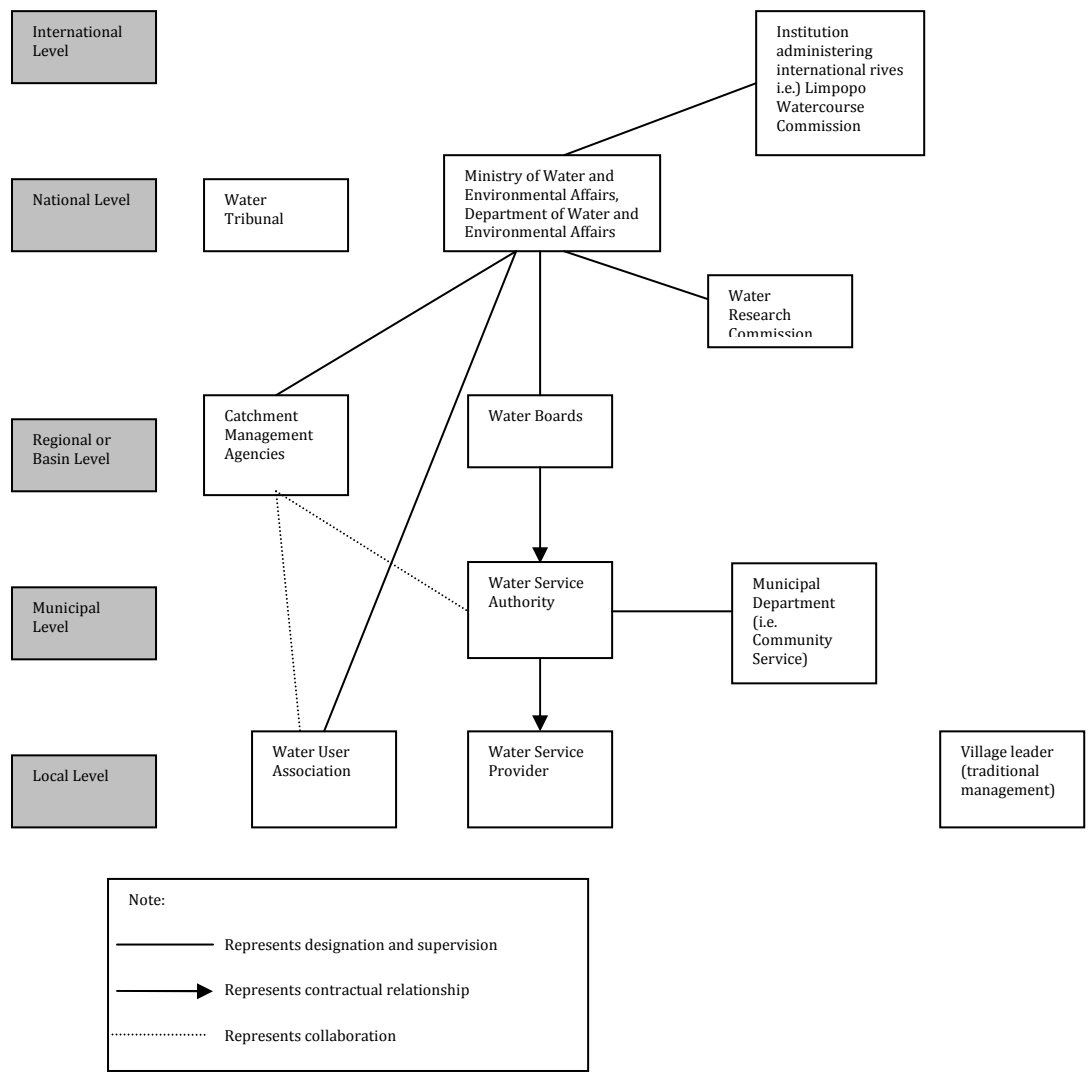 International
Level
Institution
administering
international rives
i.e.) Limpopo
Watercourse
Commission
National Level
Water
Tribunal
Ministry of Water and
Environmental Affairs,
Department of Water and
Environmental Affairs
Water
Research
Commission
Regional or
Basin Level
Catchment
Management
Agencies
Water Boards
Municipal
Level
Water Service
Authority
Municipal
Department
(i.e.
Community
Service)
Local Level
Water User
Association
Water Service
Provider
Village leader
(traditional
management)
Note:
Represents designation and supervision
Represents contractual relationship
Represents collaboration